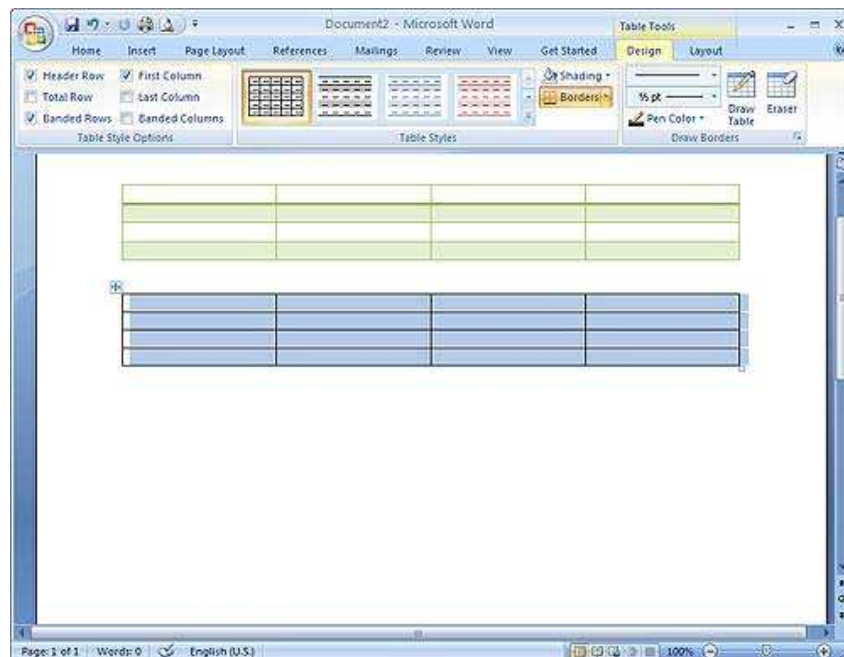 Document2 - Microsoft Word
Table Tools
Home Insert Page Layout References Mailings Review View Get Started Design Layout
Header Row First Column
Total Row Last Column
Banded Rows Banded Columns
Table Style Options
Table Styles
Shading
Borders
½ pt
Pen Color
Draw Table
Eraser
Draw Borders
Page: 1 of 1 Words: 0 English (U.S.) 100%